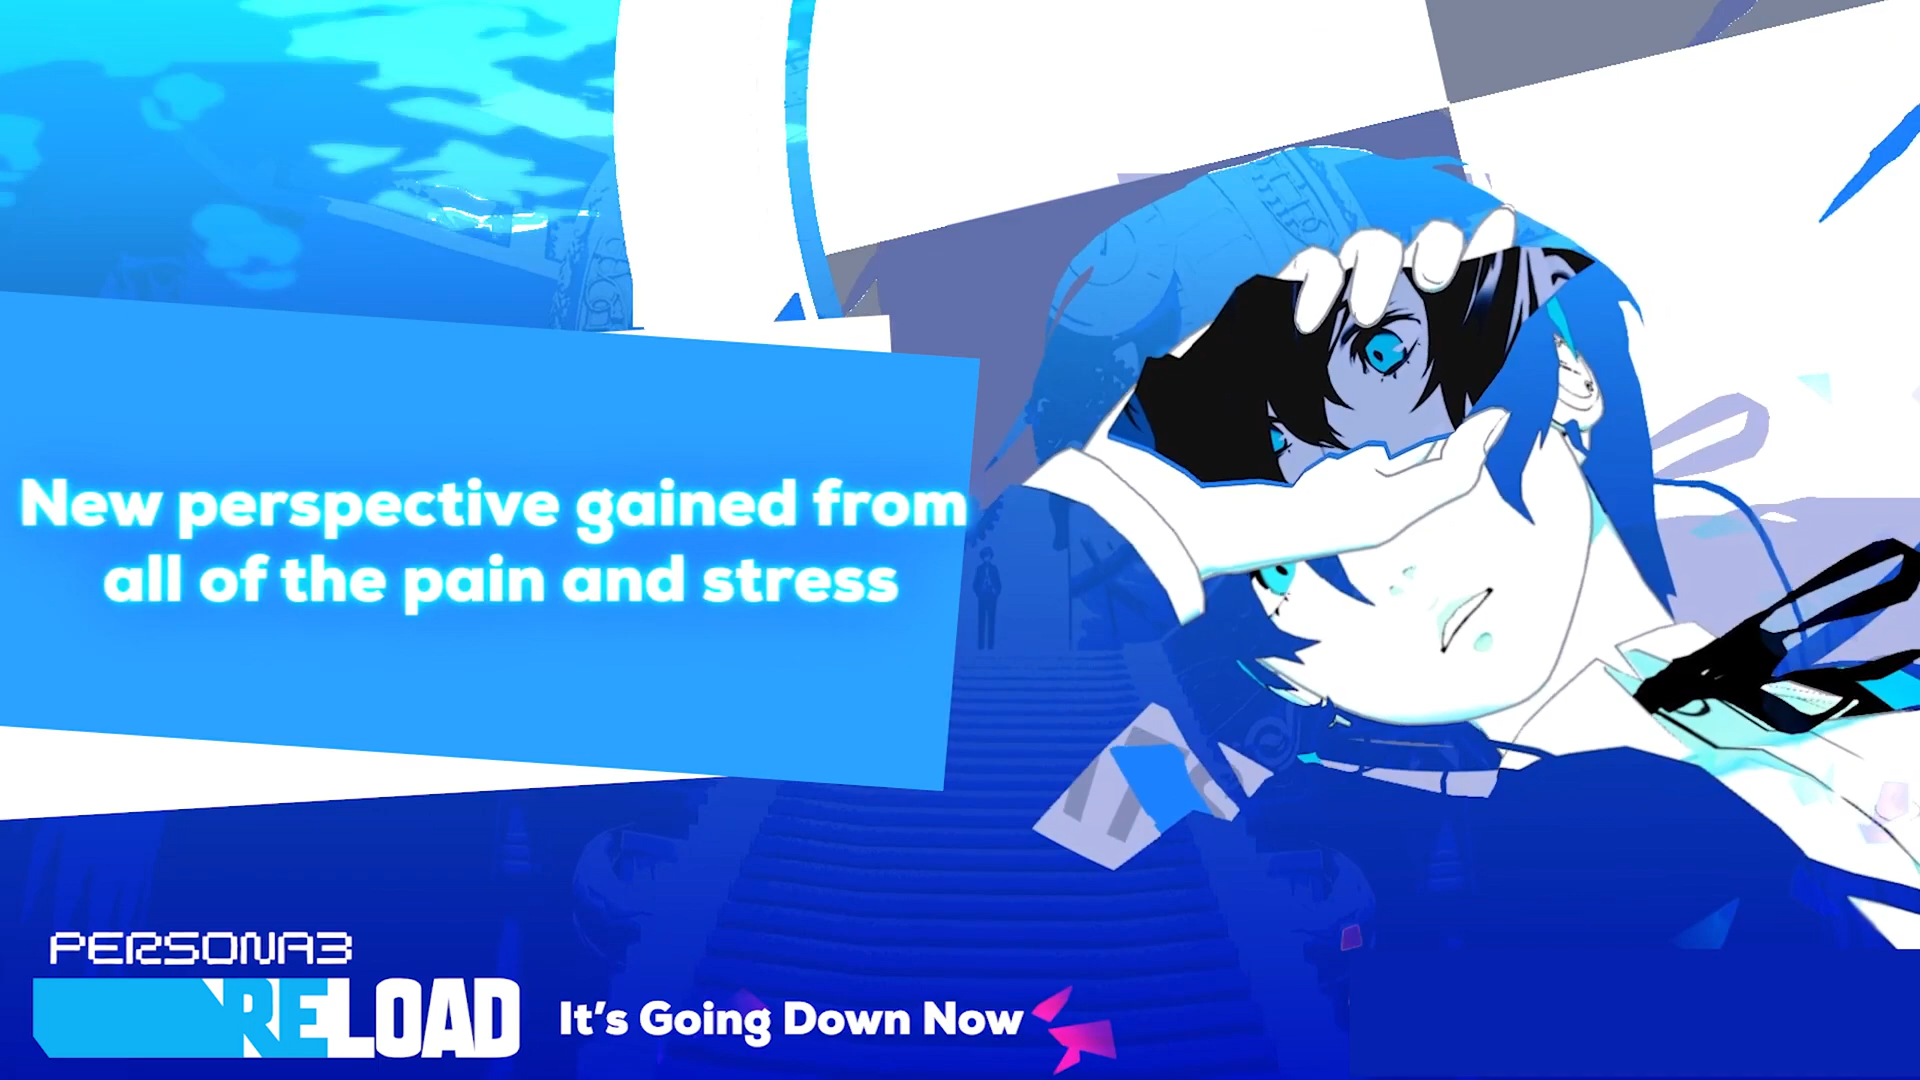 New perspective gained from
all of the pain and stress
PERSONA3
RELOAD
It's Going Down Now